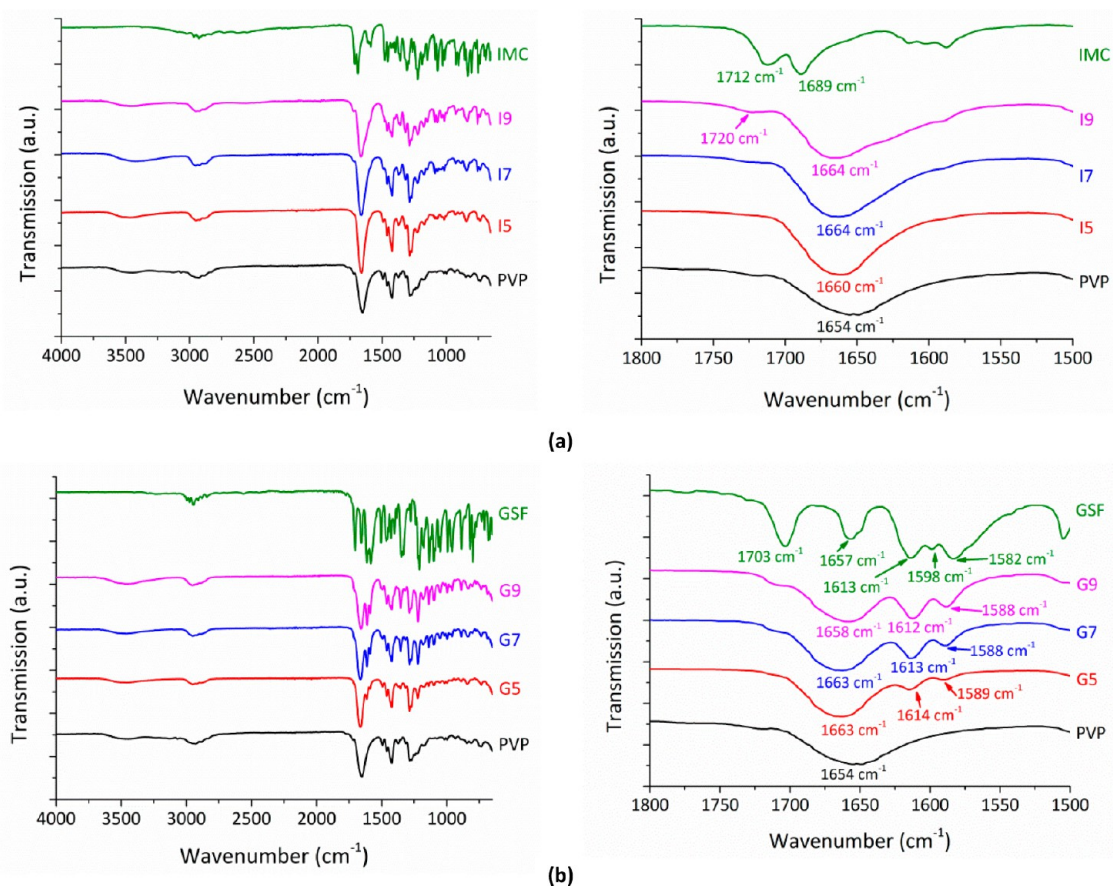 Transmission (a.u.)
IMC
I9
I7
I5
PVP
4000 3500 3000 2500 2000 1500 1000
Wavenumber (cm⁻¹)
Transmission (a.u.)
IMC
1712 cm⁻¹
1689 cm⁻¹
I9
1720 cm⁻¹
1664 cm⁻¹
I7
1664 cm⁻¹
I5
1660 cm⁻¹
PVP
1654 cm⁻¹
1800 1750 1700 1650 1600 1550 1500
Wavenumber (cm⁻¹)
(a)
Transmission (a.u.)
GSF
G9
G7
G5
PVP
4000 3500 3000 2500 2000 1500 1000
Wavenumber (cm⁻¹)
Transmission (a.u.)
GSF
1703 cm⁻¹
1657 cm⁻¹
1613 cm⁻¹
1598 cm⁻¹
1582 cm⁻¹
G9
1658 cm⁻¹
1612 cm⁻¹
1588 cm⁻¹
G7
1663 cm⁻¹
1613 cm⁻¹
1588 cm⁻¹
G5
1663 cm⁻¹
1614 cm⁻¹
1589 cm⁻¹
PVP
1654 cm⁻¹
1800 1750 1700 1650 1600 1550 1500
Wavenumber (cm⁻¹)
(b)